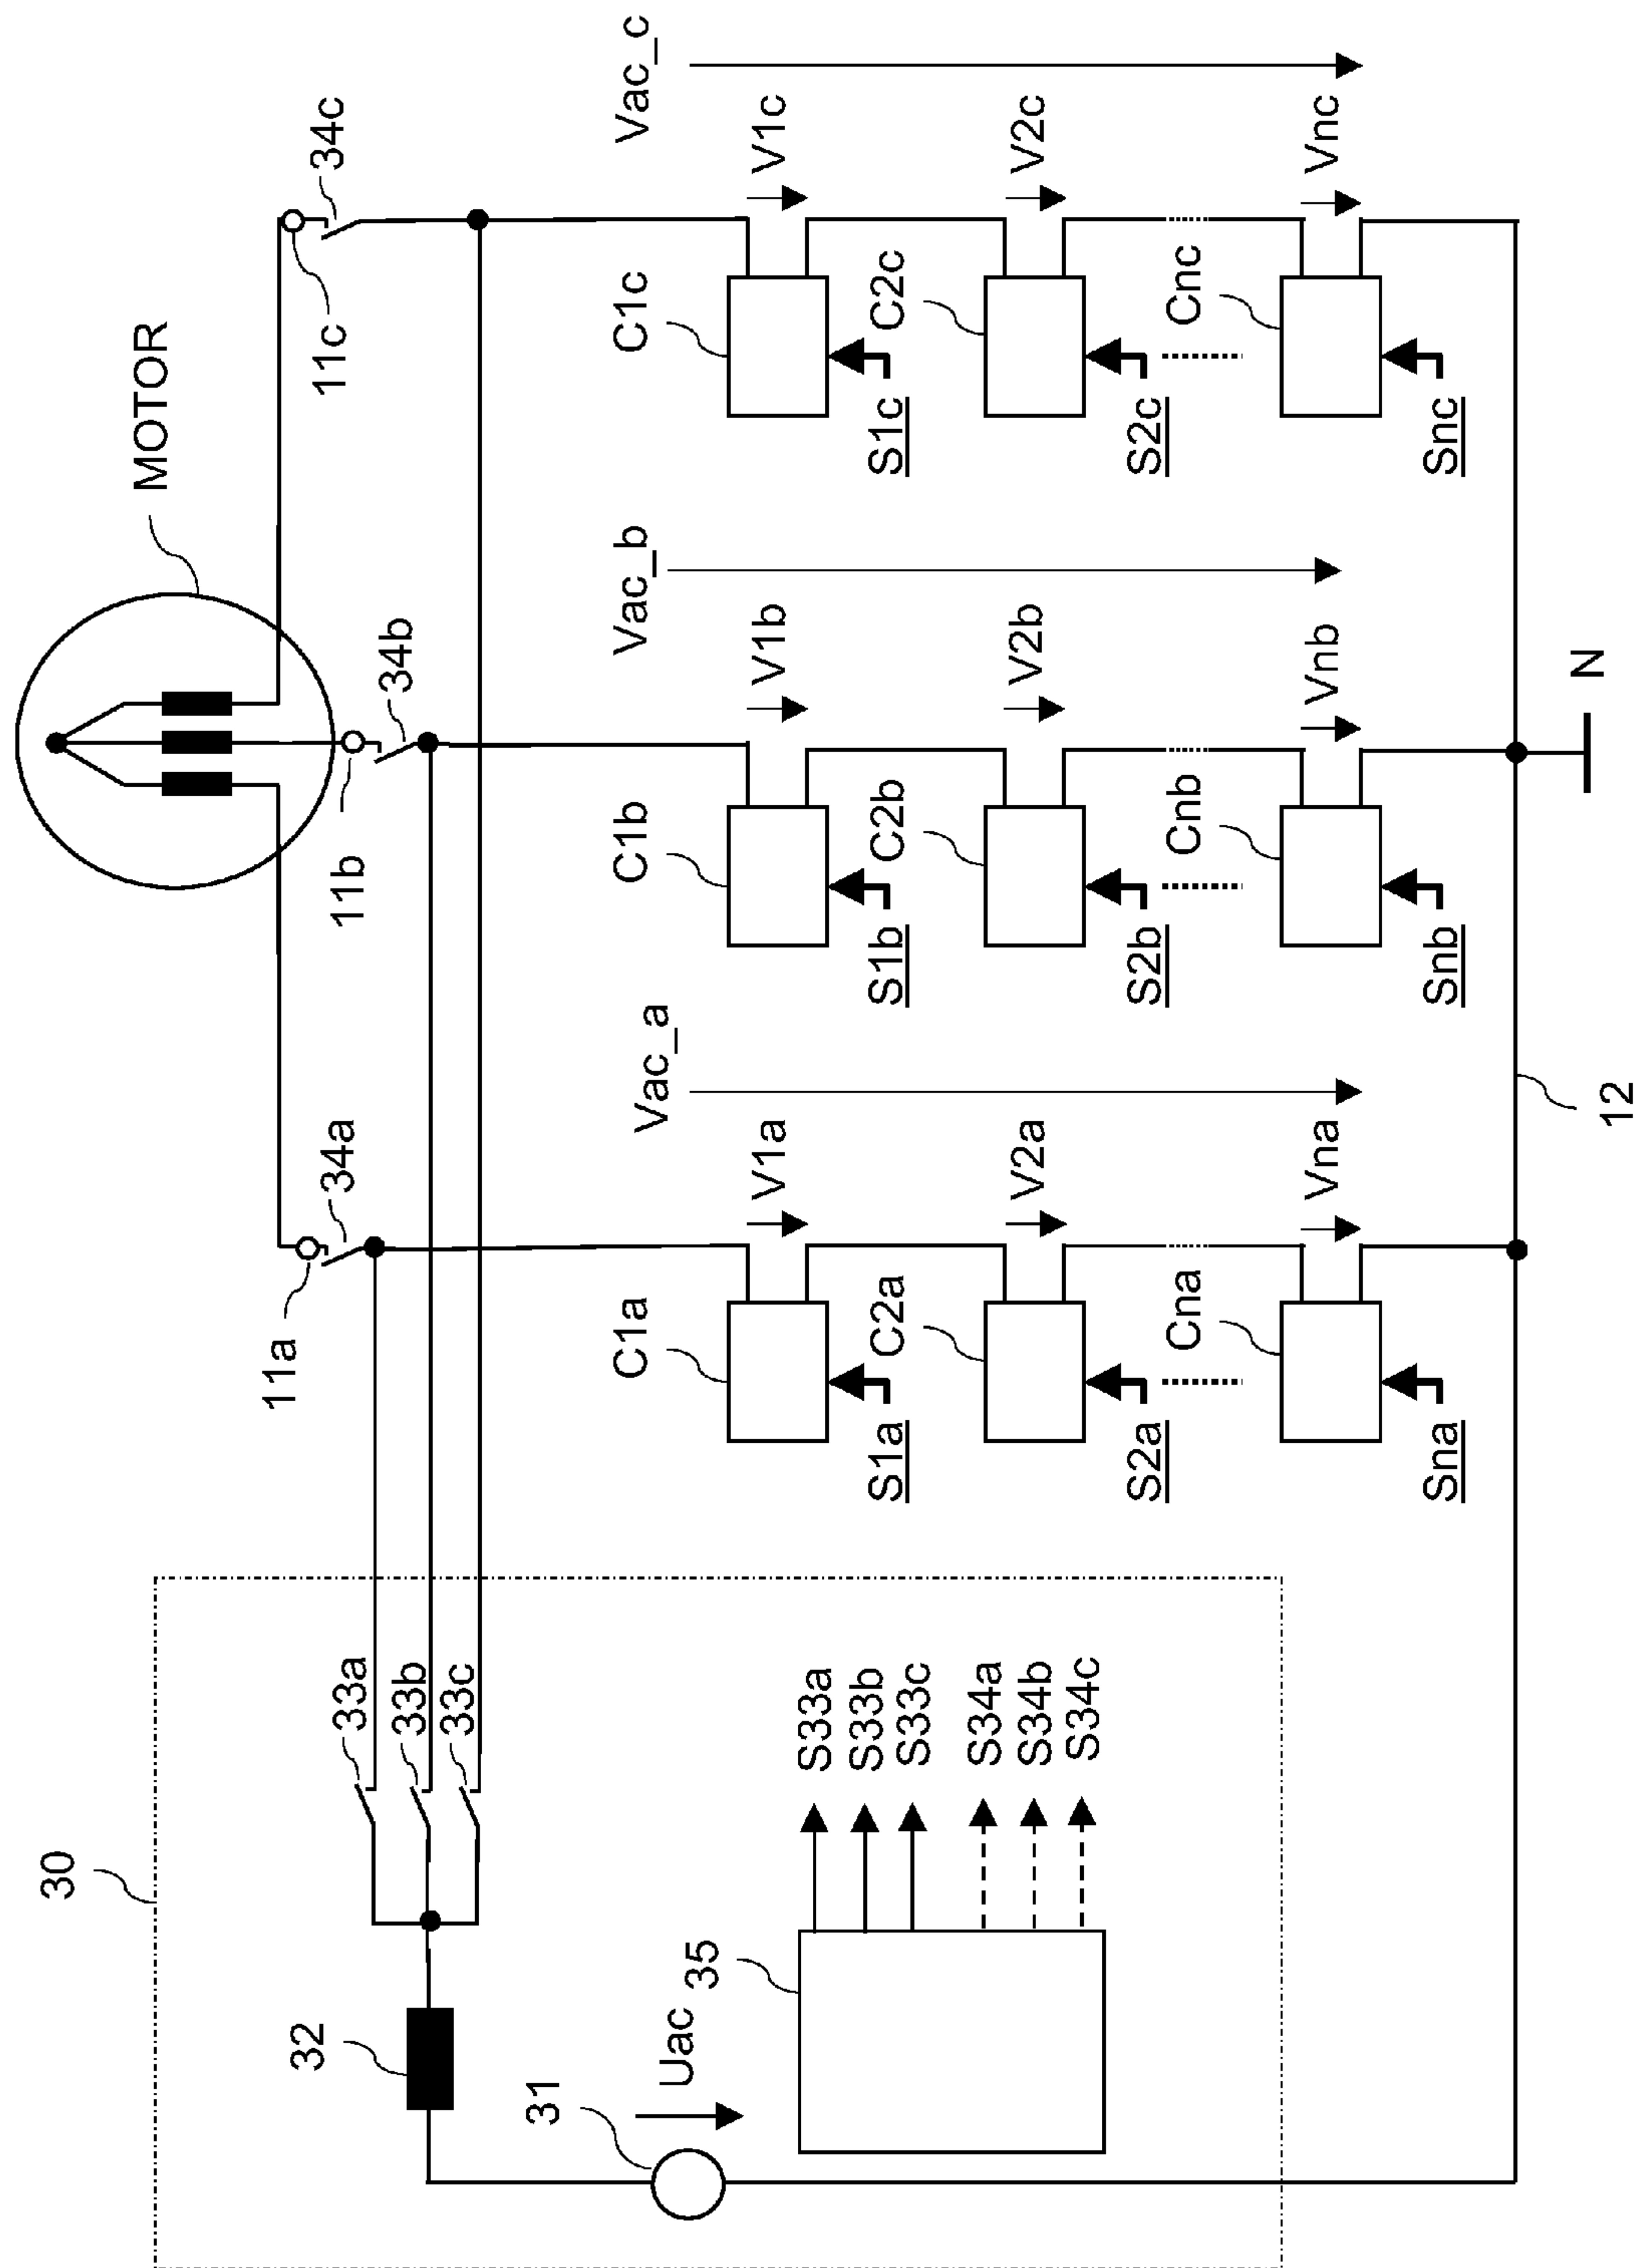 30
32
31
Uac
35
33a
33b
33c
S33a
S33b
S33c
S34a
S34b
S34c
MOTOR
11a
34a
11b
34b
11c
34c
Vac_a
Vac_b
Vac_c
C1a
V1a
S1a
C2a
V2a
S2a
Cna
Vna
Sna
C1b
V1b
S1b
C2b
V2b
S2b
Cnb
Vnb
Snb
C1c
V1c
S1c
C2c
V2c
S2c
Cnc
Vnc
Snc
12
N